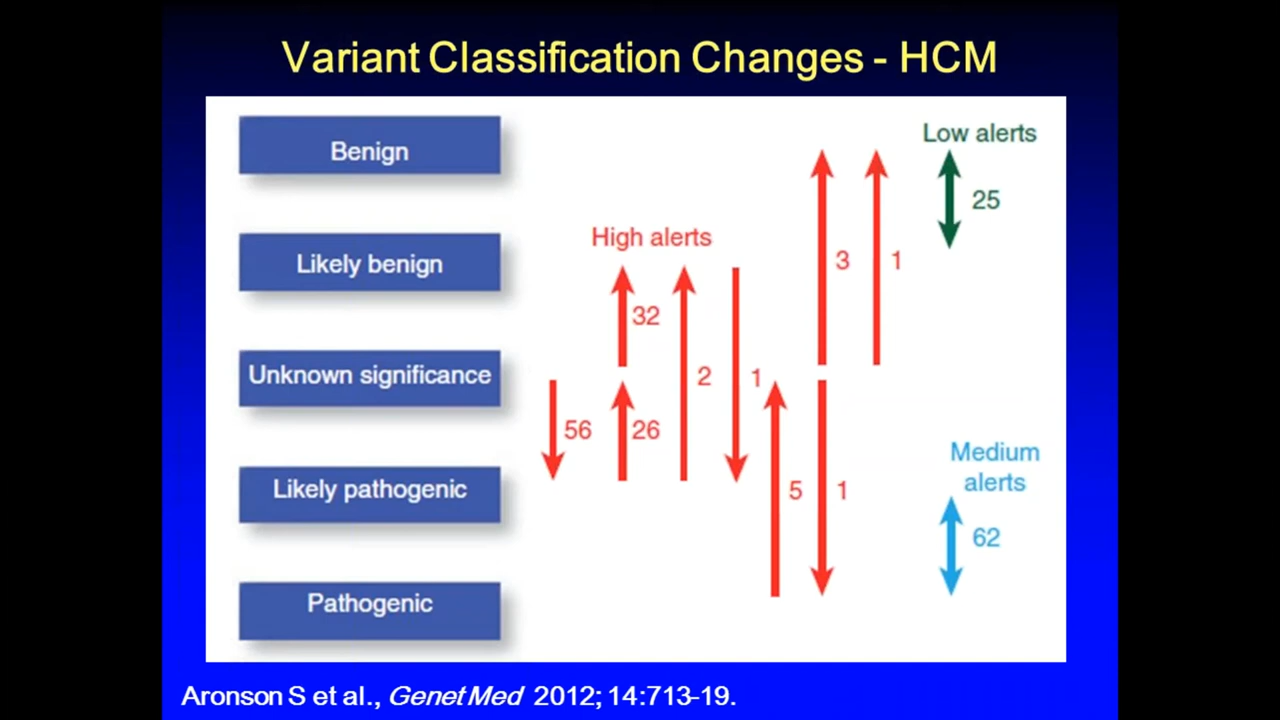 Variant Classification Changes - HCM
Benign
Likely benign
Unknown significance
Likely pathogenic
Pathogenic
High alerts
56
32
26
2
1
5
3
1
1
Low alerts
25
Medium
alerts
62
Aronson S et al., Genet Med 2012; 14:713-19.